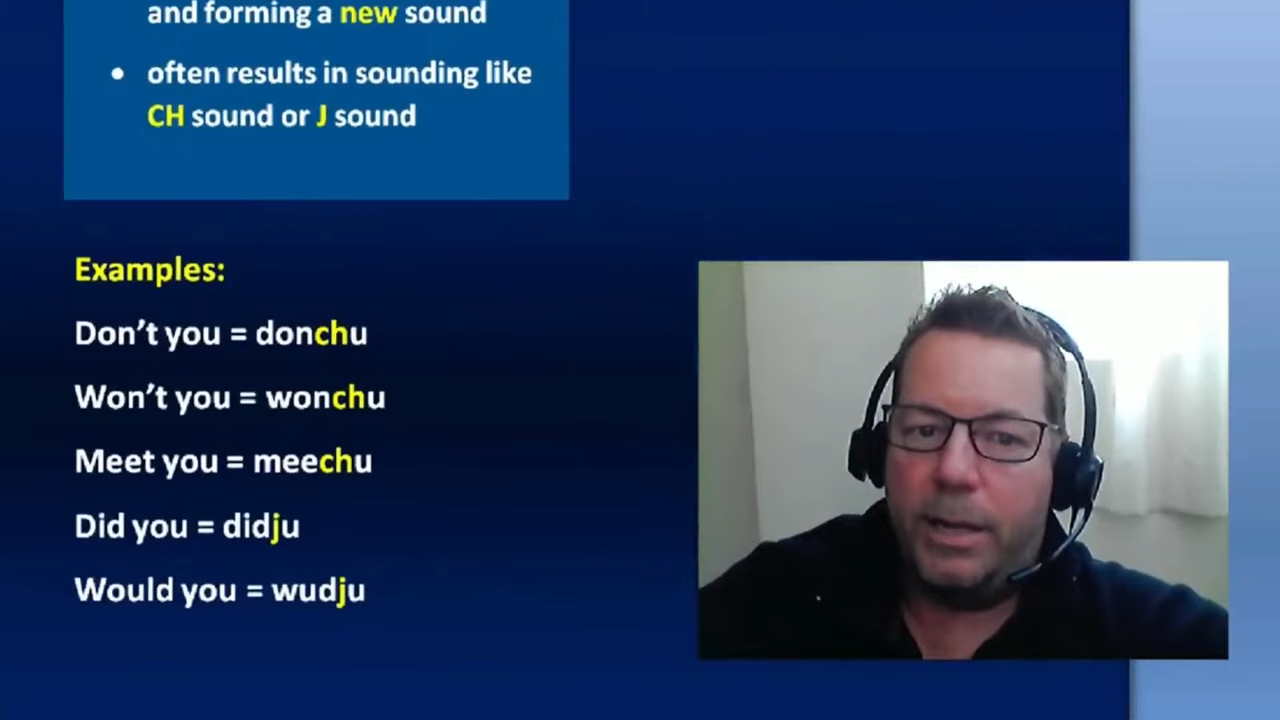 and forming a new sound
• often results in sounding like
CH sound or J sound
Examples:
Don’t you = donchu
Won’t you = wonchu
Meet you = meechu
Did you = didju
Would you = wudju